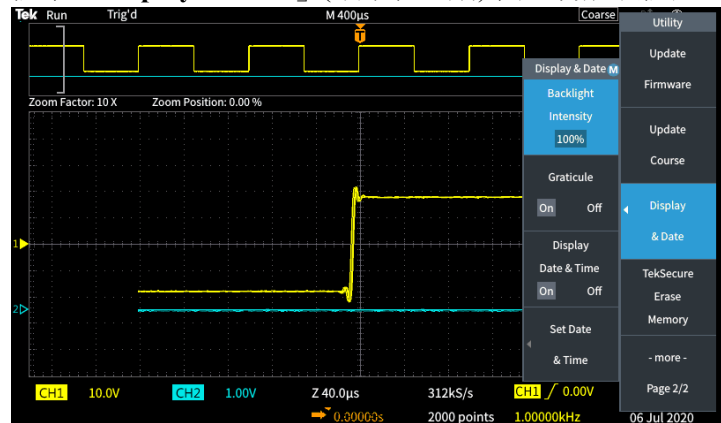 Tek Run Trig'd M 400µs Coarse
T
Zoom Factor: 10 X Zoom Position: 0.00 %
1
2
Display & Date M
Backlight
Intensity
100%
Graticule
On Off
Display
Date & Time
On Off
Set Date
& Time
Utility
Update
Firmware
Update
Course
Display
& Date
TekSecure
Erase
Memory
- more -
Page 2/2
CH1 10.0V CH2 1.00V Z 40.0µs 312kS/s CH1 / 0.00V
0.00000s 2000 points 1.00000kHz 06 Jul 2020